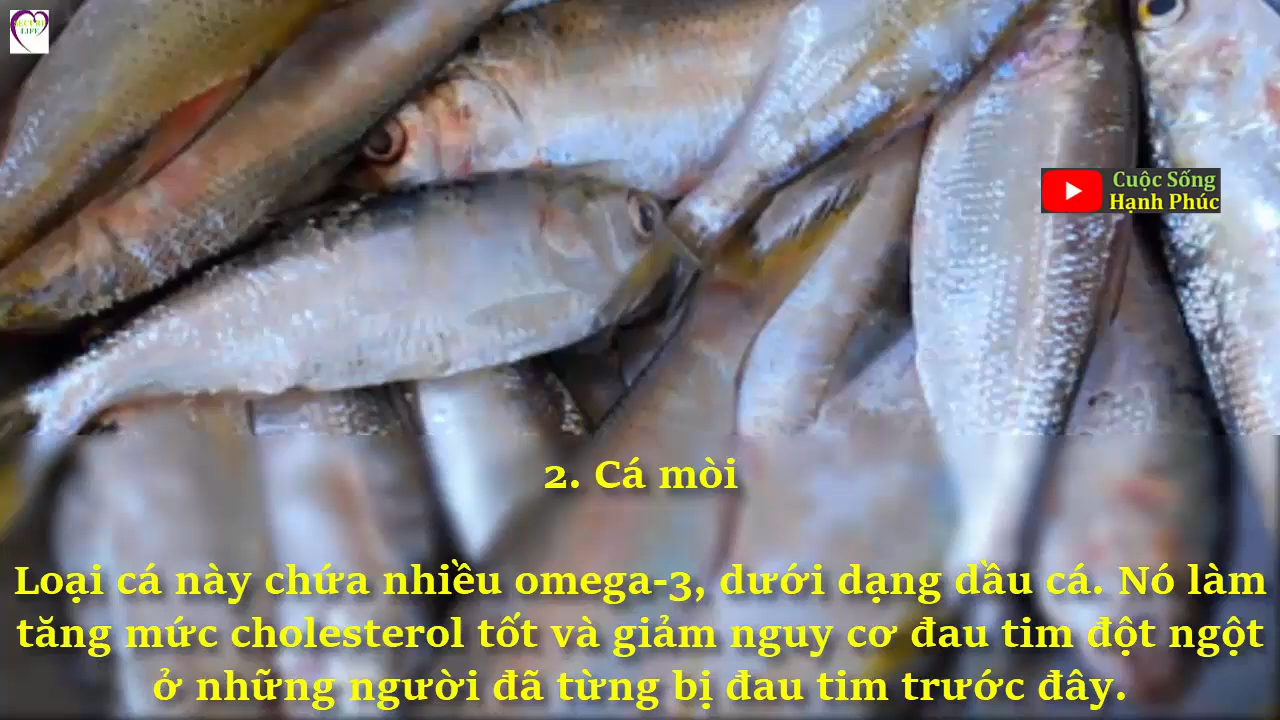 Cuộc Sống
Hạnh Phúc
2. Cá mòi
Loại cá này chứa nhiều omega-3, dưới dạng dầu cá. Nó làm
tăng mức cholesterol tốt và giảm nguy cơ đau tim đột ngột
ở những người đã từng bị đau tim trước đây.